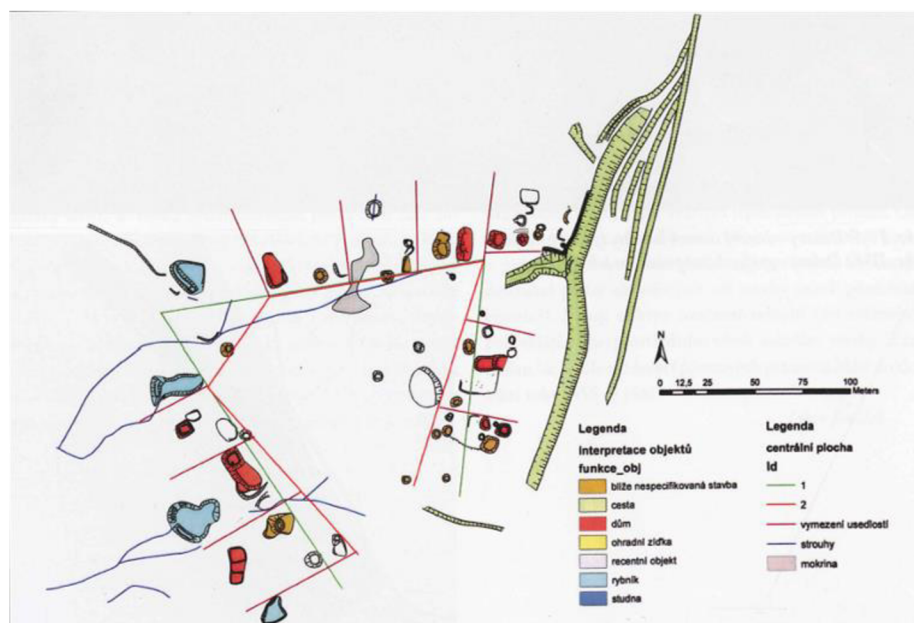 N
0 12,5 25 50 75 100
Meters
Legenda
Interpretace objektů
funkce_obj
blíže nespecifikovaná stavba
cesta
dům
ohradní zídka
recentní objekt
rybník
studna
Legenda
centrální plocha
Id
1
2
vymezení usedlostí
strouhy
mokřina